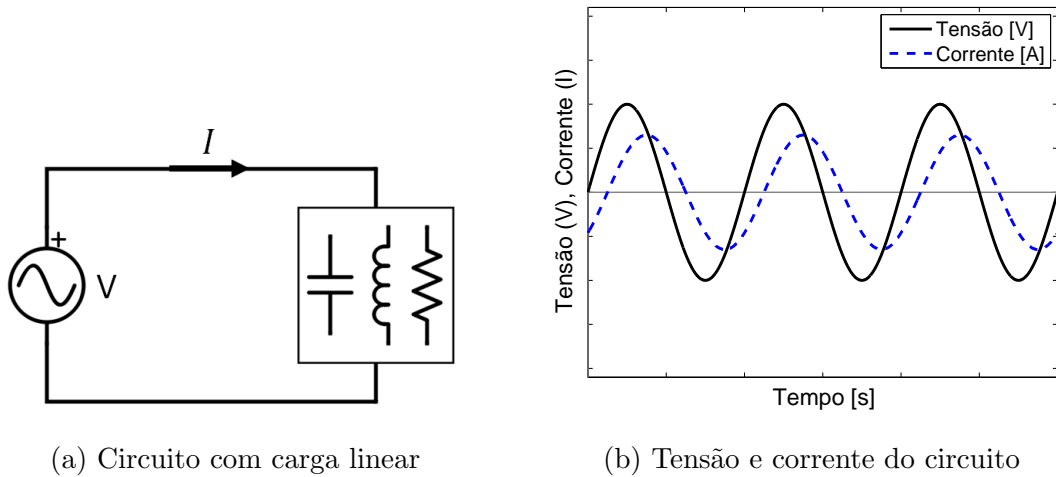 I
+
V
Tensão [V]
Corrente [A]
Tensão (V), Corrente (I)
Tempo [s]
(a) Circuito com carga linear
(b) Tensão e corrente do circuito